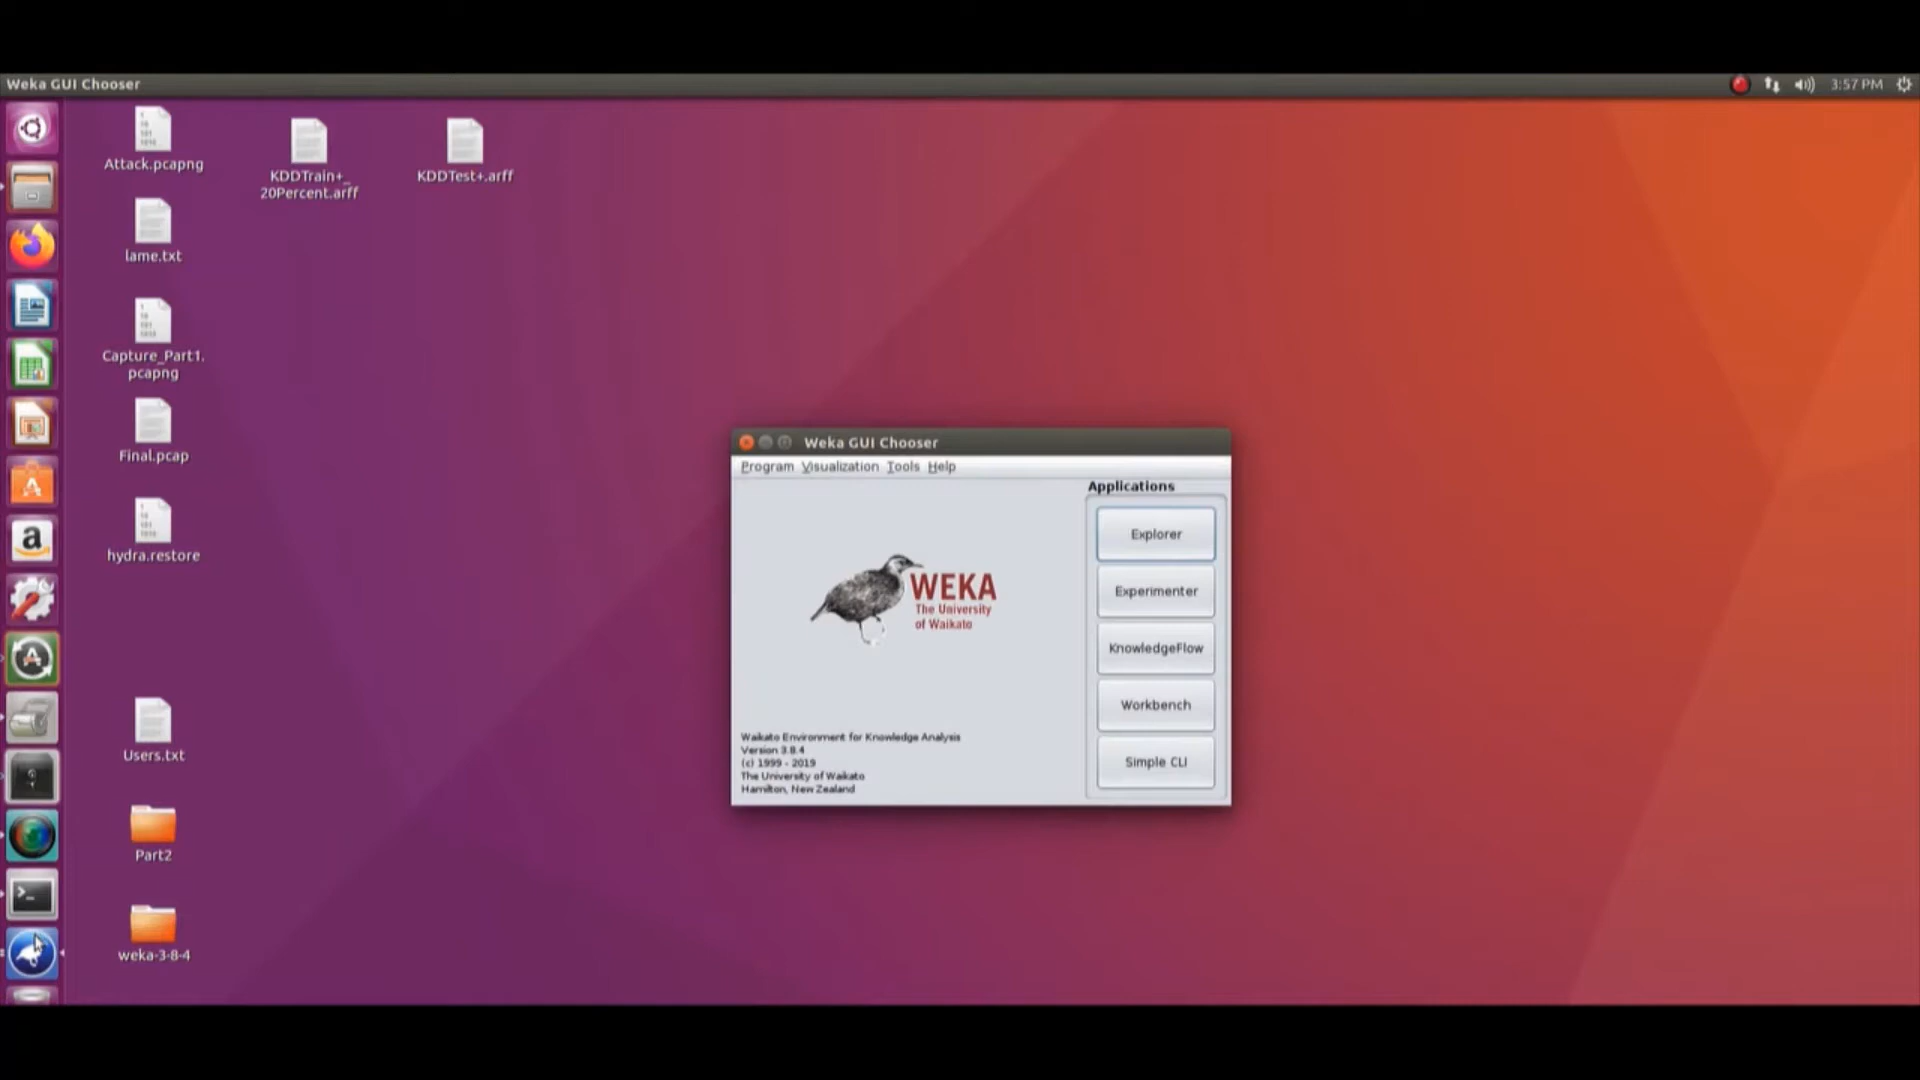 Weka GUI Chooser
3:57 PM
Attack.pcapng
KDDTrain+_
20Percent.arff
KDDTest+.arff
lame.txt
Capture_Part1.
pcapng
Final.pcap
hydra.restore
Users.txt
Part2
weka-3-8-4
Weka GUI Chooser
Program Visualization Tools Help
Applications
Explorer
Experimenter
KnowledgeFlow
Workbench
Simple CLI
WEKA
The University
of Waikato
Waikato Environment for Knowledge Analysis
Version 3.8.4
(c) 1999 - 2019
The University of Waikato
Hamilton, New Zealand